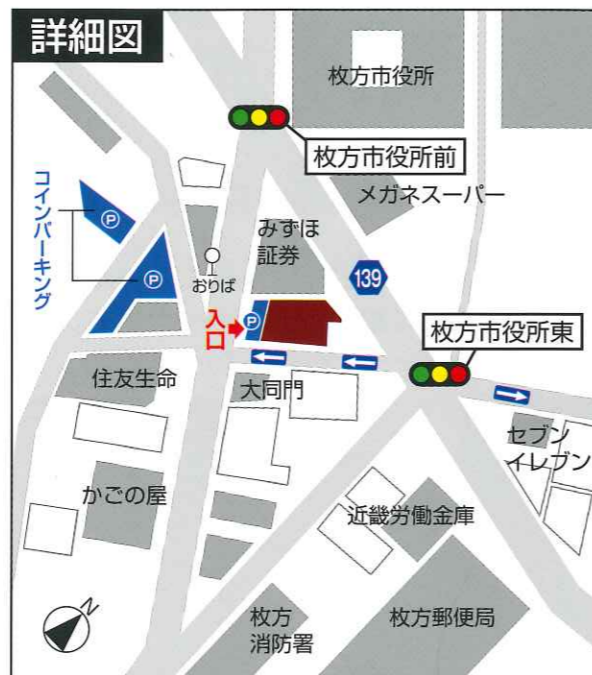 詳細図
枚方市役所
枚方市役所前
メガネスーパー
コインパーキング
P
P
みずほ
証券
おりば
139
入口
P
枚方市役所東
住友生命
大同門
セブン
イレブン
かごの屋
近畿労働金庫
枚方
消防署
枚方郵便局
N